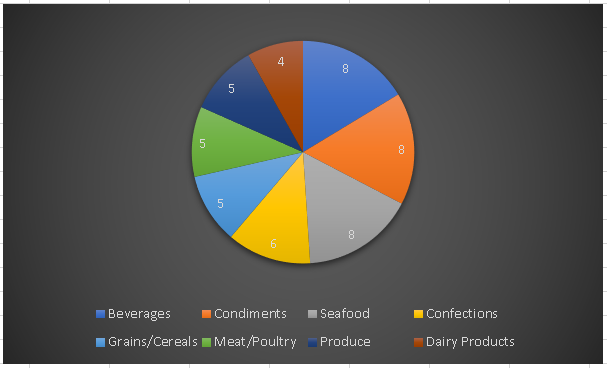 4 8
5
5 8
5 8
6
Beverages Condiments Seafood Confections
Grains/Cereals Meat/Poultry Produce Dairy Products